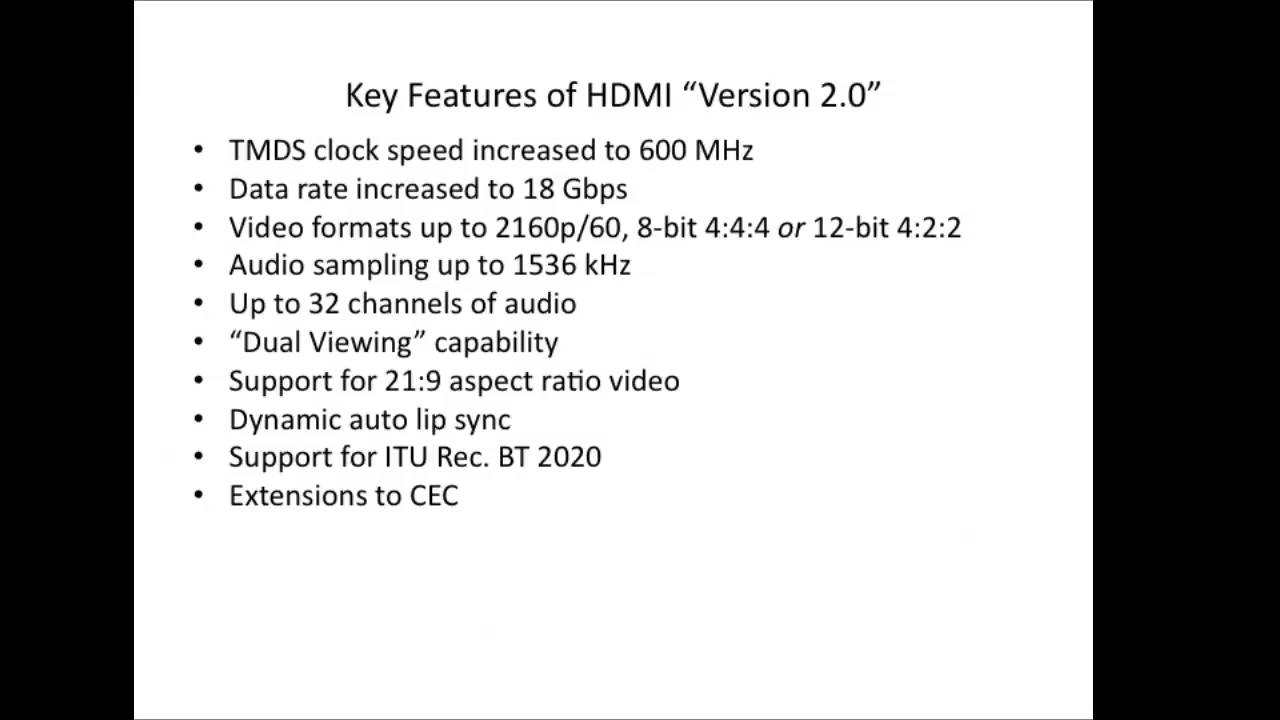 Key Features of HDMI “Version 2.0”
• TMDS clock speed increased to 600 MHz
• Data rate increased to 18 Gbps
• Video formats up to 2160p/60, 8-bit 4:4:4 or 12-bit 4:2:2
• Audio sampling up to 1536 kHz
• Up to 32 channels of audio
• “Dual Viewing” capability
• Support for 21:9 aspect ratio video
• Dynamic auto lip sync
• Support for ITU Rec. BT 2020
• Extensions to CEC